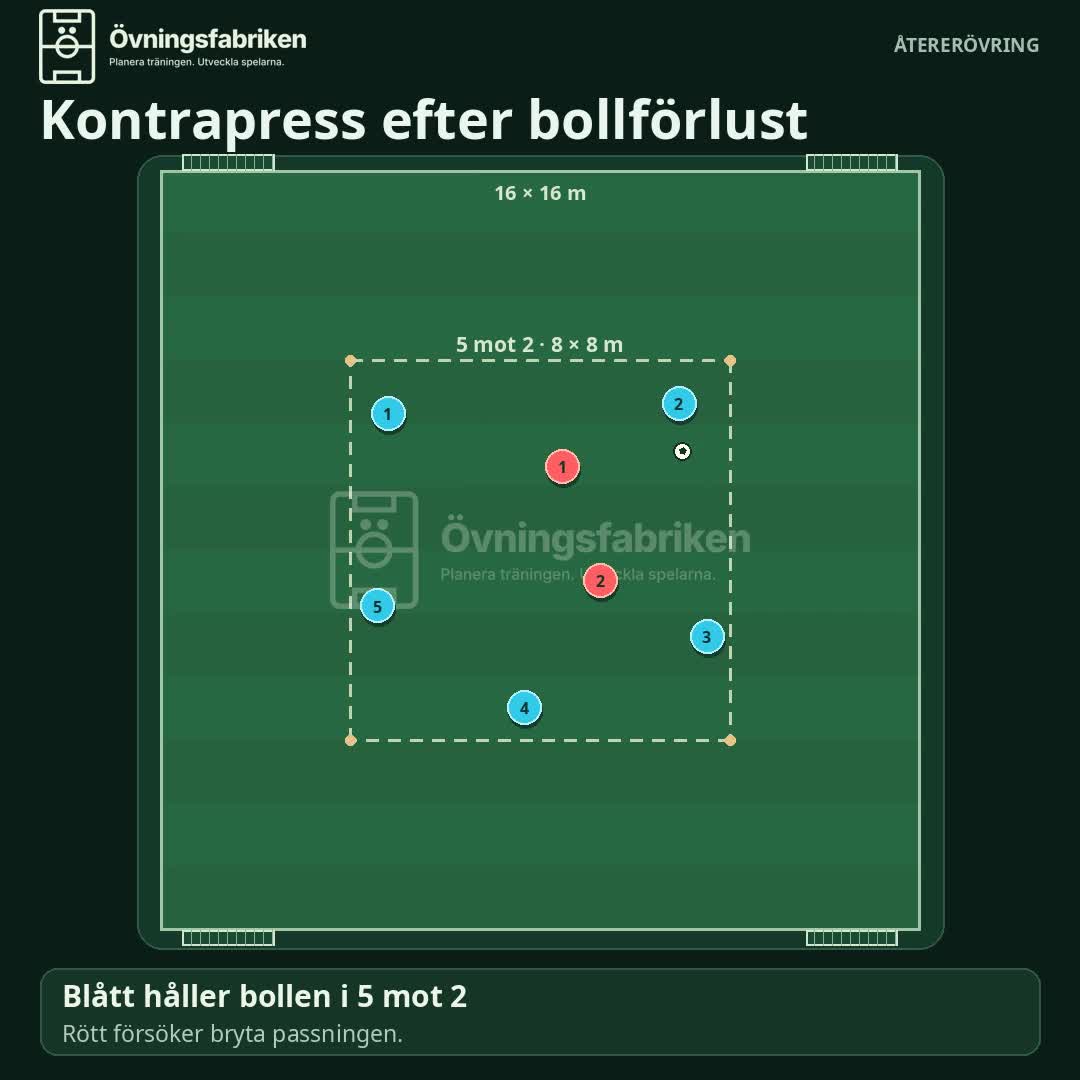 Övningsfabriken
Planera träningen. Utveckla spelarna.
ÅTERERÖVRING
Kontrapress efter bollförlust
16 × 16 m
5 mot 2 · 8 × 8 m
1
2
1
Övningsfabriken
Planera träningen. Utveckla spelarna.
2
5
3
4
Blått håller bollen i 5 mot 2
Rött försöker bryta passningen.